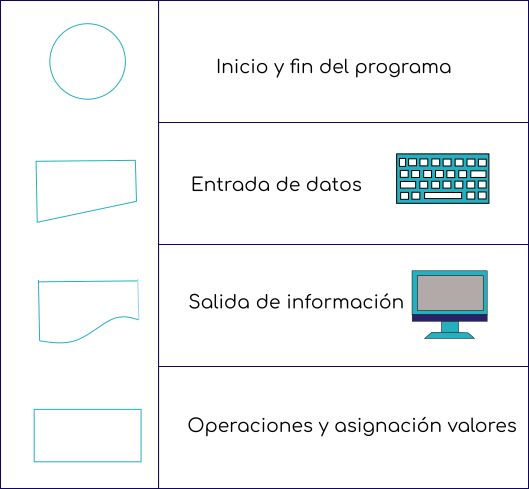 Inicio y fin del programa
Entrada de datos
Salida de información
Operaciones y asignación valores